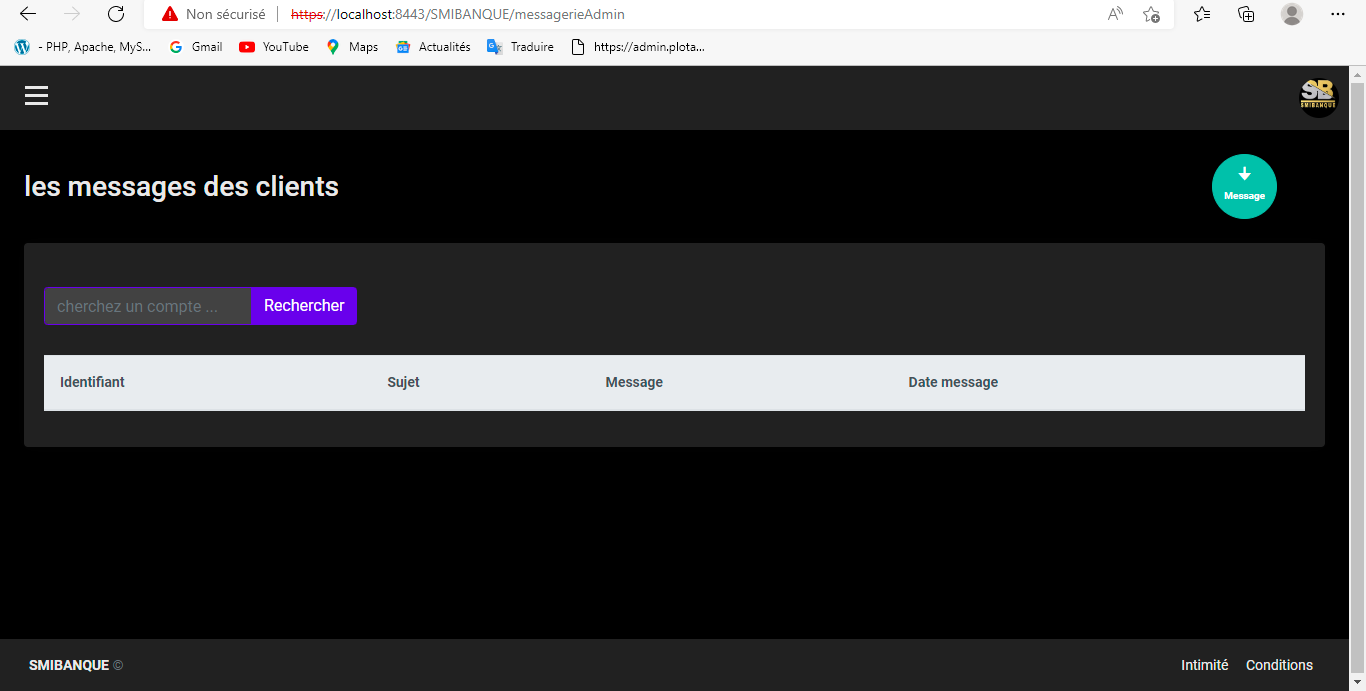 Non sécurisé https://localhost:8443/SMIBANQUE/messagerieAdmin
- PHP, Apache, MyS... Gmail YouTube Maps Actualités Traduire https://admin.plota...
SB
SMIBANQUE
les messages des clients
Message
cherchez un compte ... Rechercher
Identifiant Sujet Message Date message
SMIBANQUE © Intimité Conditions